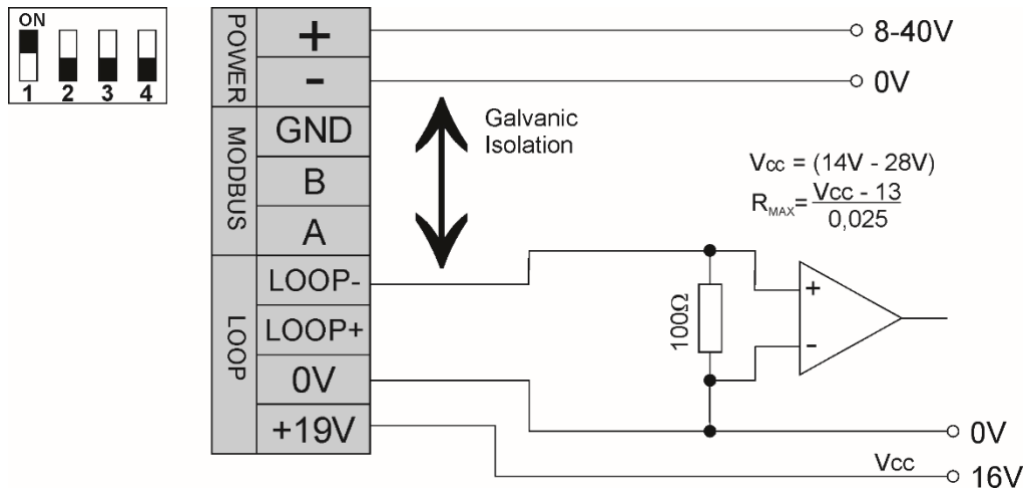 ON
1 2 3 4
POWER
+
-
MODBUS
GND
B
A
LOOP
LOOP-
LOOP+
0V
+19V
8-40V
0V
Galvanic
Isolation
Vcc = (14V - 28V)
RMAX= Vcc - 13
0,025
100Ω
+
-
0V
Vcc
16V